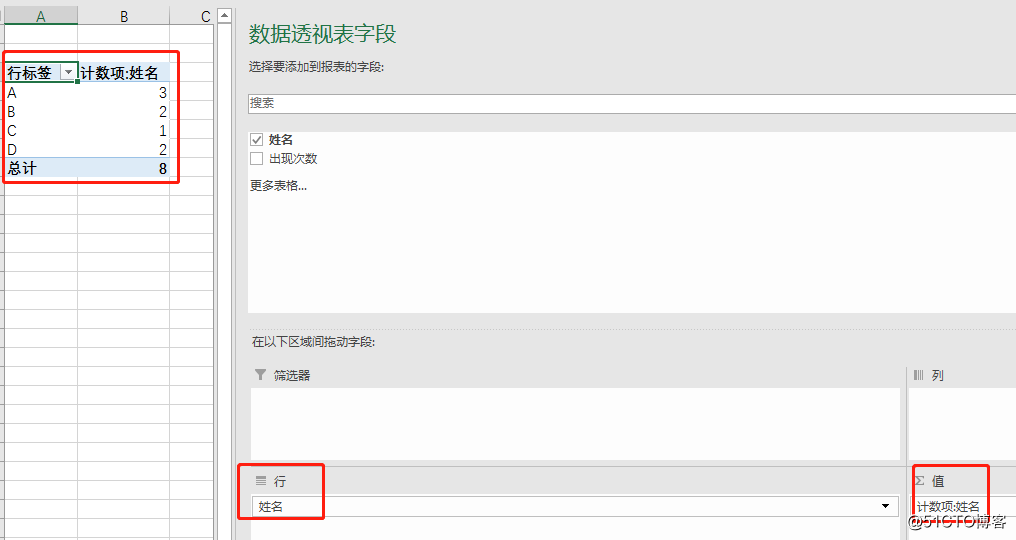 A B C
行标签 计数项:姓名
A 3
B 2
C 1
D 2
总计 8
数据透视表字段
选择要添加到报表的字段:
搜索
姓名
出现次数
更多表格...
在以下区域间拖动字段:
筛选器
列
行
值
姓名
计数项:姓名
@51CTO博客